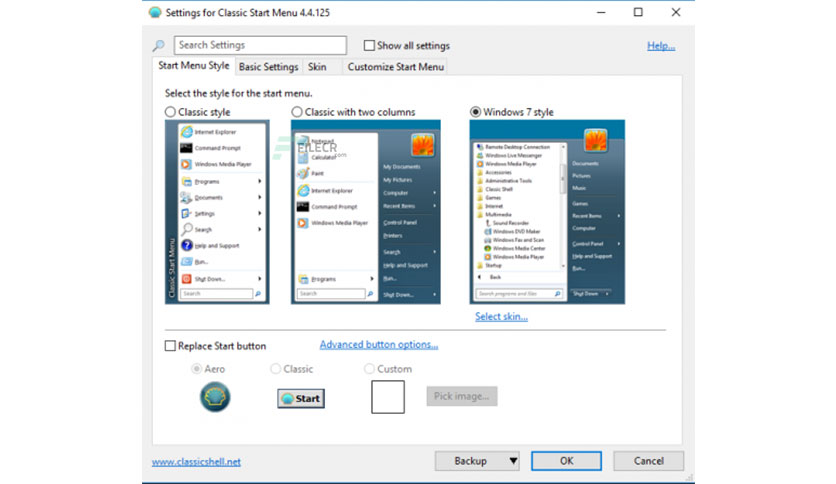 Settings for Classic Start Menu 4.4.125
Search Settings
Show all settings
Help...
Start Menu Style
Basic Settings
Skin
Customize Start Menu
Select the style for the start menu.
Classic style
Classic with two columns
Windows 7 style
Internet Explorer
Command Prompt
Windows Media Player
Programs
Documents
Settings
Search
Help and Support
Run...
Shut Down...
Search
Classic Start Menu
Notepad
FILECR
.com
Calculator
Paint
Internet Explorer
Command Prompt
Windows Media Player
Programs
Search
My Documents
My Pictures
Computer
Recent Items
Control Panel
Printers
Search
Help and Support
Run...
Shut Down...
Remote Desktop Connection
Windows Live Messenger
Windows Media Player
Accessories
Administrative Tools
Classic Shell
Games
Internet
Multimedia
Sound Recorder
Windows DVD Maker
Windows Fax and Scan
Windows Media Center
Windows Media Player
Startup
Back
Search programs and files
Documents
Pictures
Music
Games
Recent Items
Computer
Control Panel
Help and Support
Run...
Shut Down
Select skin...
Replace Start button
Advanced button options...
Aero
Classic
Custom
Start
Pick image...
www.classicshell.net
Backup
OK
Cancel